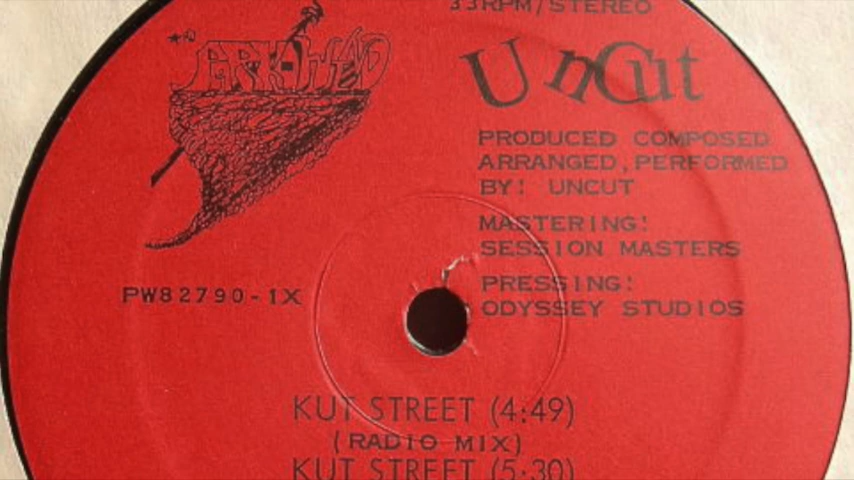 33RPM/STEREO
UnCut
PRODUCED COMPOSED
ARRANGED, PERFORMED
BY: UNCUT
MASTERING:
SESSION MASTERS
PRESSING:
ODYSSEY STUDIOS
PW82790-1X
KUT STREET (4:49)
(RADIO MIX)
KUT STREET (5:30)